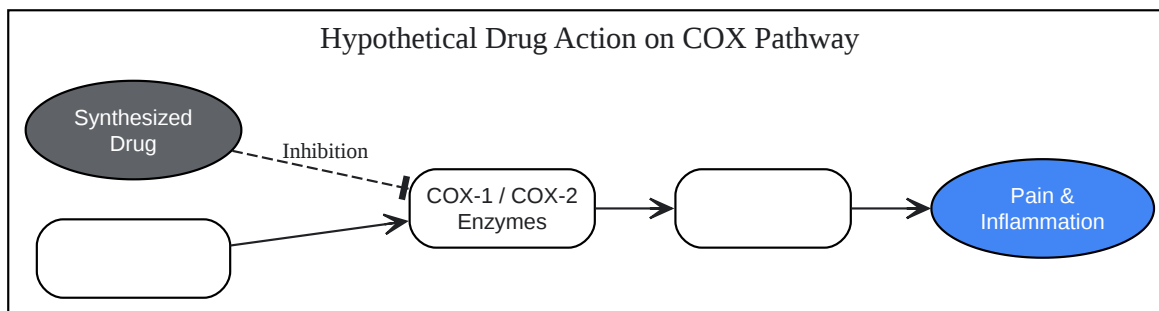 Hypothetical Drug Action on COX Pathway
Synthesized
Drug
Inhibition
COX-1 / COX-2
Enzymes
Pain &
Inflammation